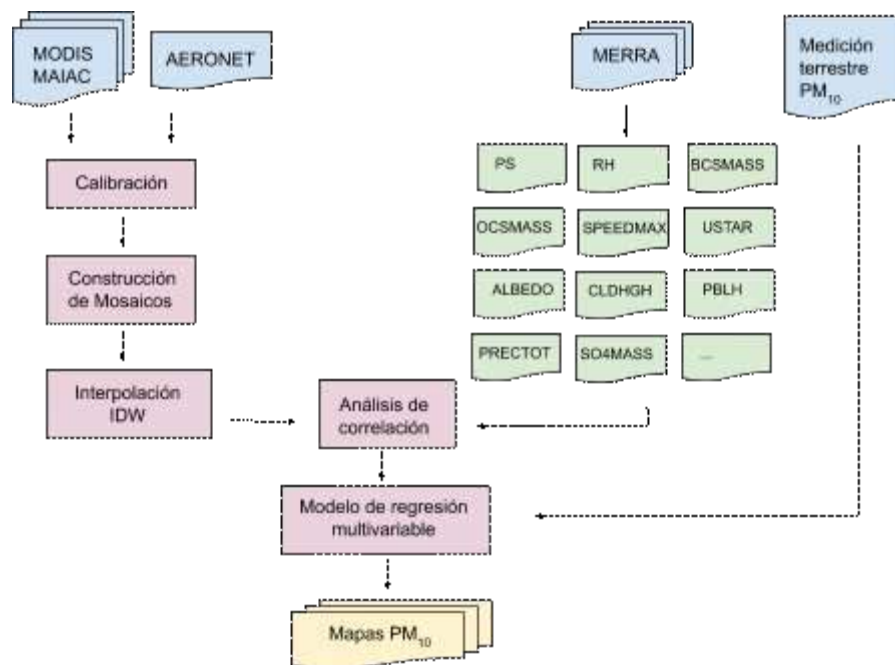 MODIS
MAIAC
AERONET
MERRA
Medición
terrestre
PM10
Calibración
PS
RH
BCSMASS
OCSMASS
SPEEDMAX
USTAR
Construcción
de Mosaicos
ALBEDO
CLDHGH
PBLH
PRECTOT
SO4MASS
...
Interpolación
IDW
Análisis de
correlación
Modelo de regresión
multivariable
Mapas PM10